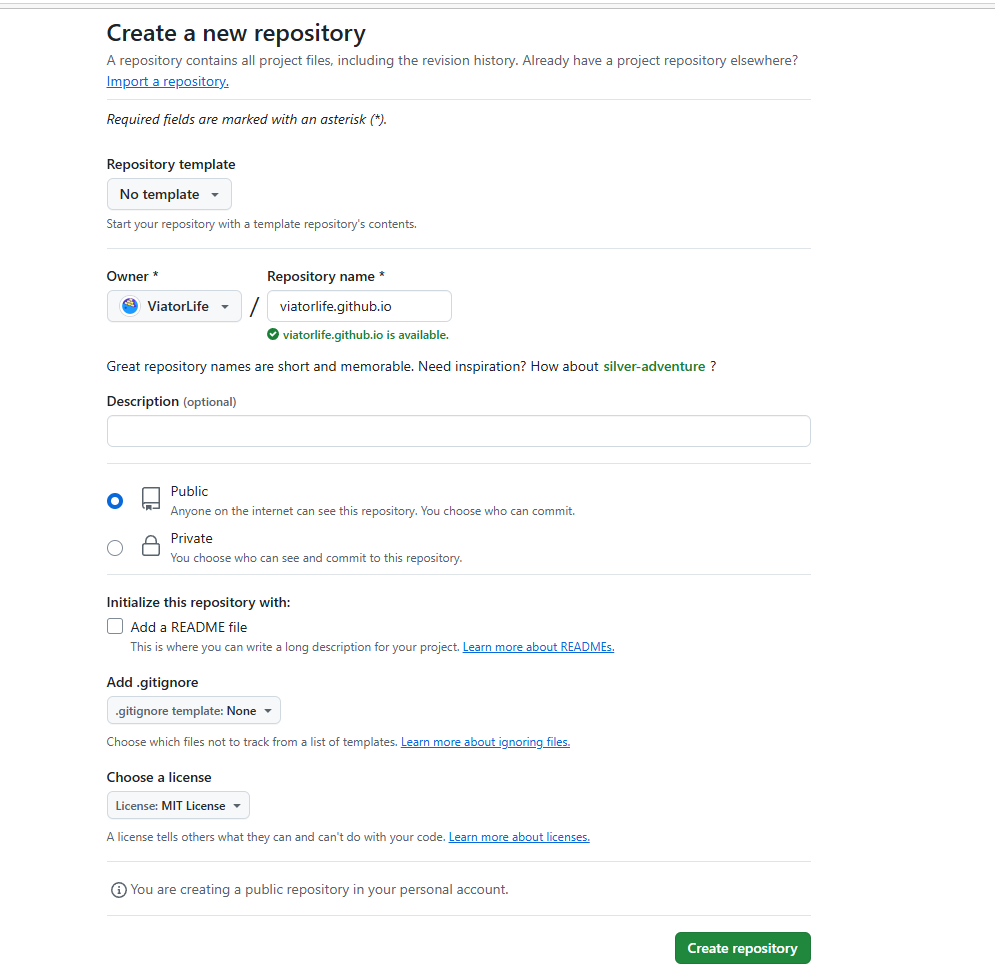 Create a new repository
A repository contains all project files, including the revision history. Already have a project repository elsewhere?
Import a repository.
Required fields are marked with an asterisk (*).
Repository template
No template
Start your repository with a template repository's contents.
Owner * Repository name *
ViatorLife / viatorlife.github.io
viatorlife.github.io is available.
Great repository names are short and memorable. Need inspiration? How about silver-adventure ?
Description (optional)
Public
Anyone on the internet can see this repository. You choose who can commit.
Private
You choose who can see and commit to this repository.
Initialize this repository with:
Add a README file
This is where you can write a long description for your project. Learn more about READMEs.
Add .gitignore
.gitignore template: None
Choose which files not to track from a list of templates. Learn more about ignoring files.
Choose a license
License: MIT License
A license tells others what they can and can't do with your code. Learn more about licenses.
You are creating a public repository in your personal account.
Create repository